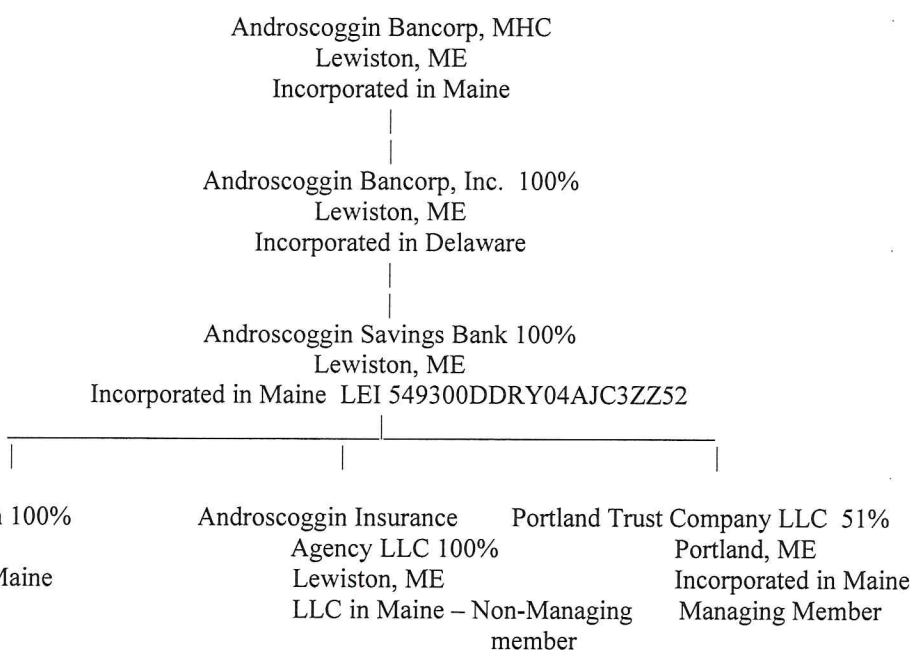 Androscoggin Bancorp, MHC
Lewiston, ME
Incorporated in Maine
Androscoggin Bancorp, Inc. 100%
Lewiston, ME
Incorporated in Delaware
Androscoggin Savings Bank 100%
Lewiston, ME
Incorporated in Maine LEI 549300DDRY04AJC3ZZ52
100%
Androscoggin Insurance
Agency LLC 100%
Lewiston, ME
LLC in Maine – Non-Managing
member
Portland Trust Company LLC 51%
Portland, ME
Incorporated in Maine
Managing Member